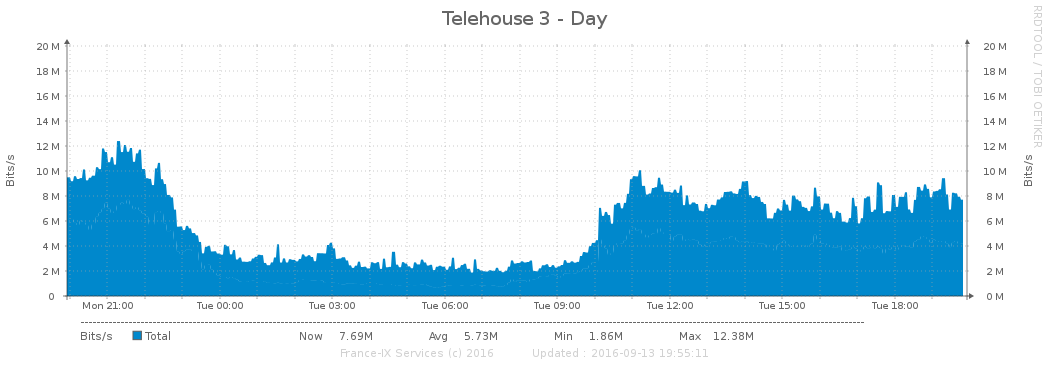 Telehouse 3 - Day
RRDTOOL / TOBI OETIKER
Bits/s
20 M 20 M
18 M 18 M
16 M 16 M
14 M 14 M
12 M 12 M
10 M 10 M
8 M 8 M
6 M 6 M
4 M 4 M
2 M 2 M
0 0 M
Bits/s
Mon 21:00 Tue 00:00 Tue 03:00 Tue 06:00 Tue 09:00 Tue 12:00 Tue 15:00 Tue 18:00
Bits/s Total Now 7.69M Avg 5.73M Min 1.86M Max 12.38M
France-IX Services (c) 2016 Updated : 2016-09-13 19:55:11